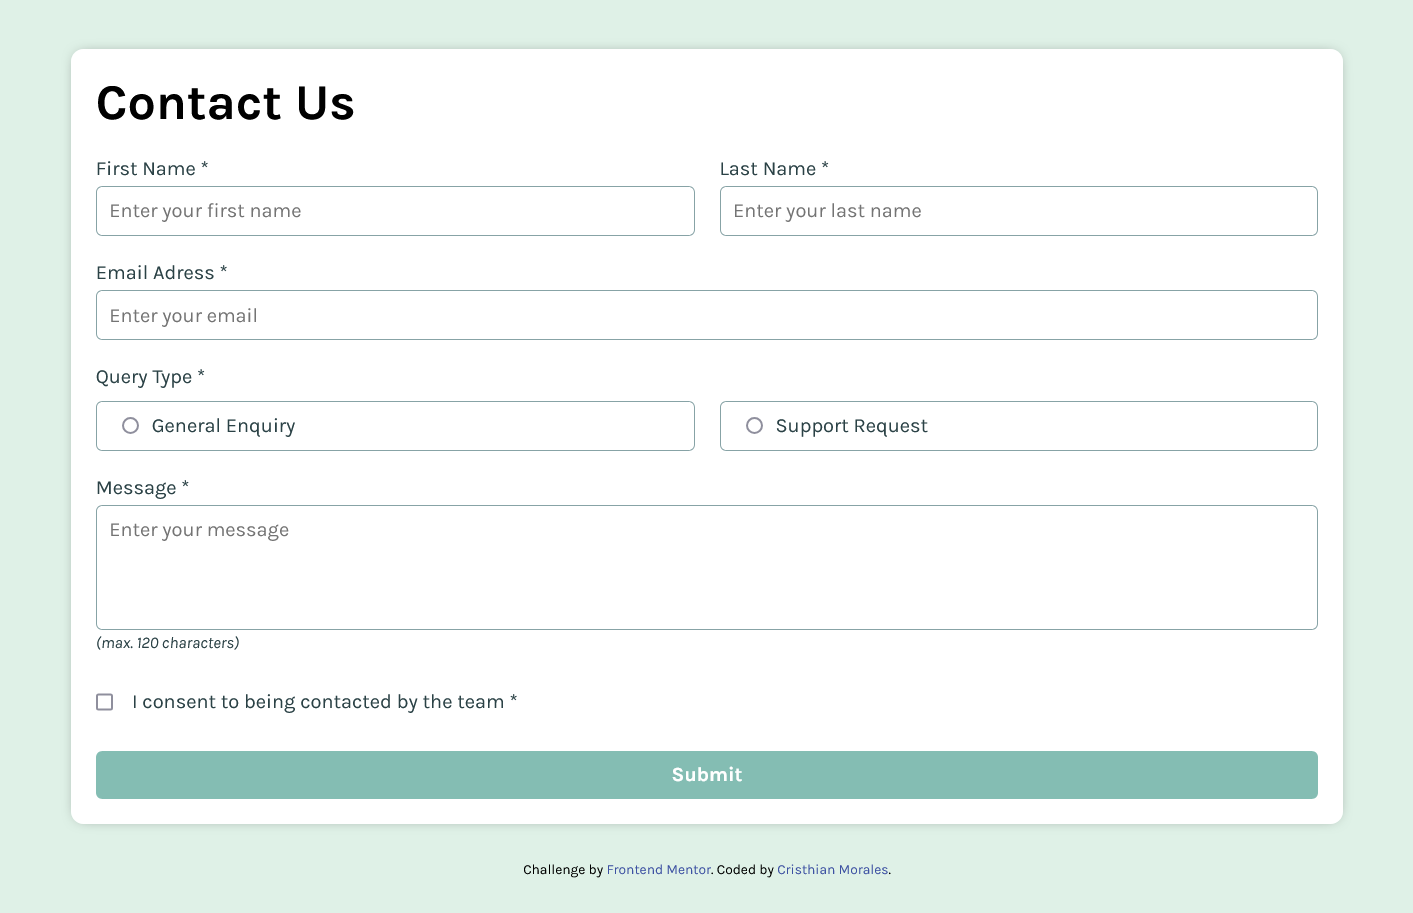 Contact Us
First Name *
Last Name *
Enter your first name
Enter your last name
Email Adress *
Enter your email
Query Type *
General Enquiry
Support Request
Message *
Enter your message
(max. 120 characters)
I consent to being contacted by the team *
Submit
Challenge by Frontend Mentor. Coded by Cristhian Morales.